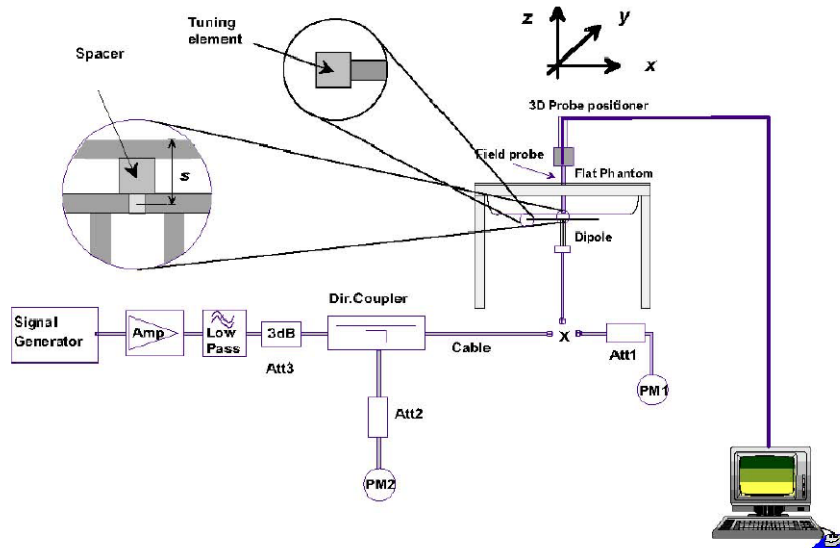 Tuning
element
z
y
x
Spacer
3D Probe positioner
s
Field probe
Flat Phantom
Dipole
Dir.Coupler
Signal
Generator
Amp
Low
Pass
3dB
Att3
Cable
X
Att1
PM1
Att2
PM2